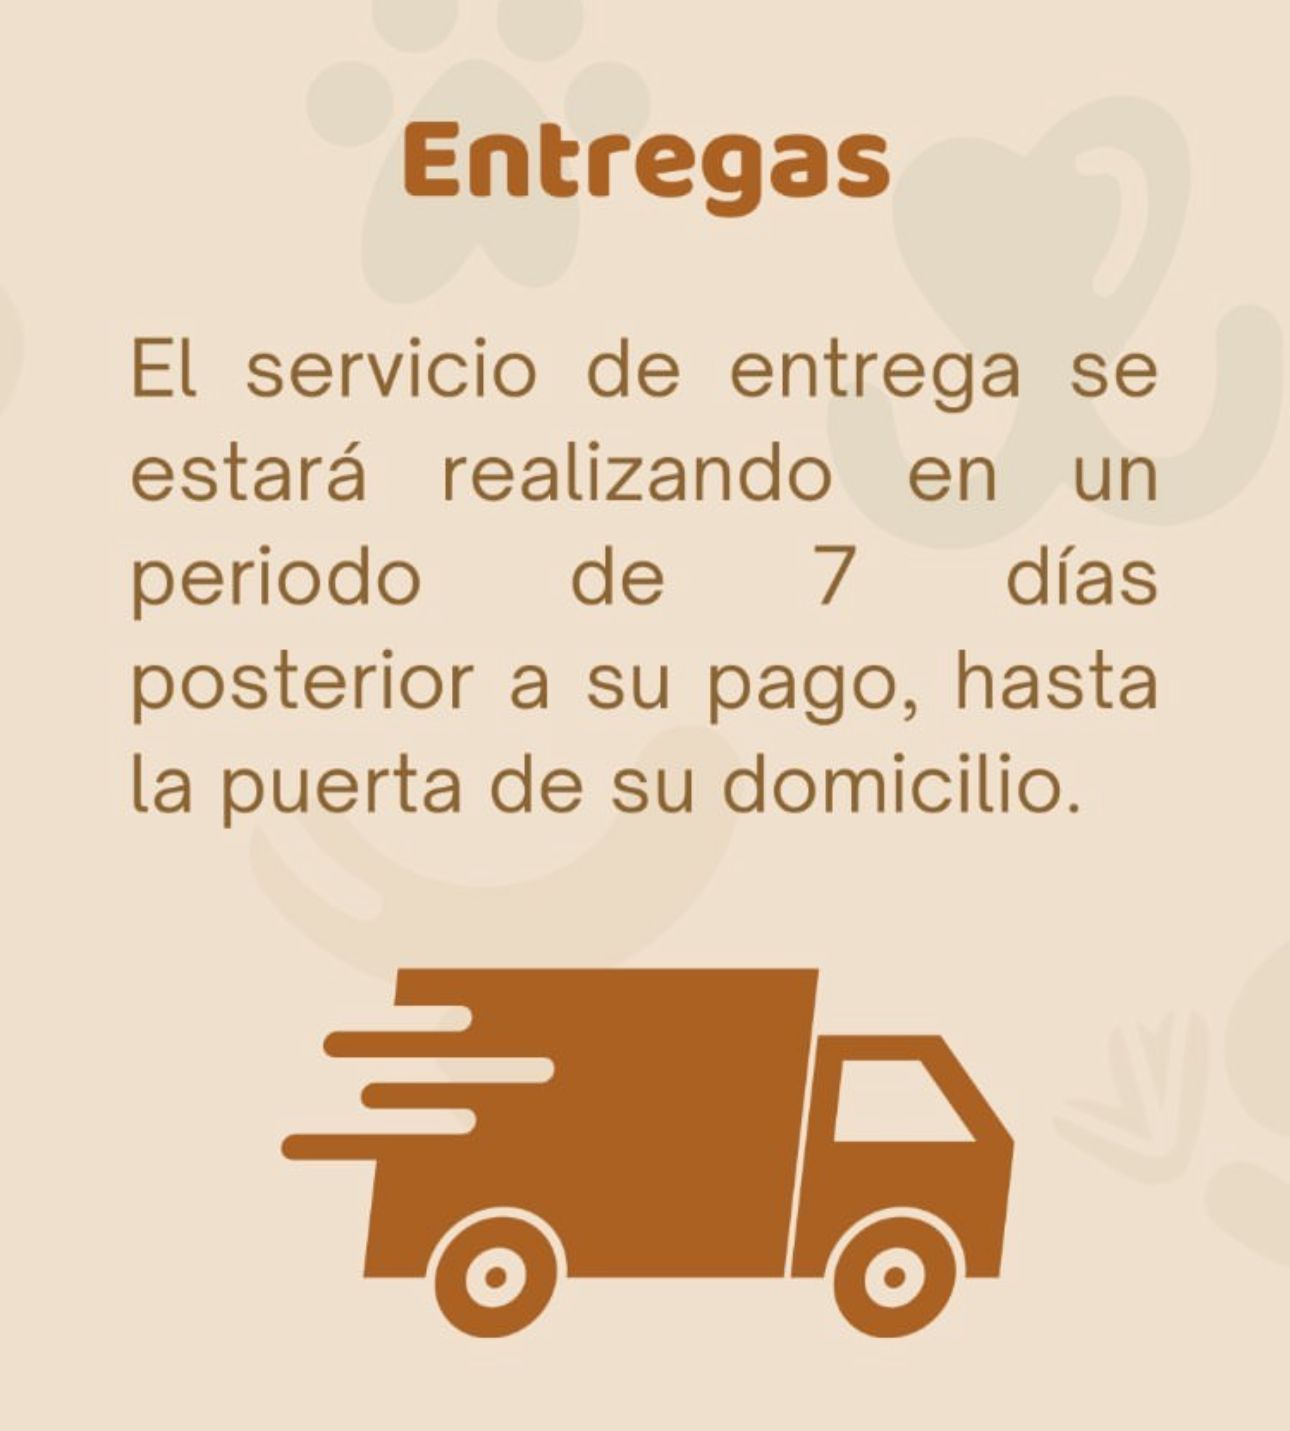 Entregas
El servicio de entrega se
estará realizando en un
periodo de 7 días
posterior a su pago, hasta
la puerta de su domicilio.